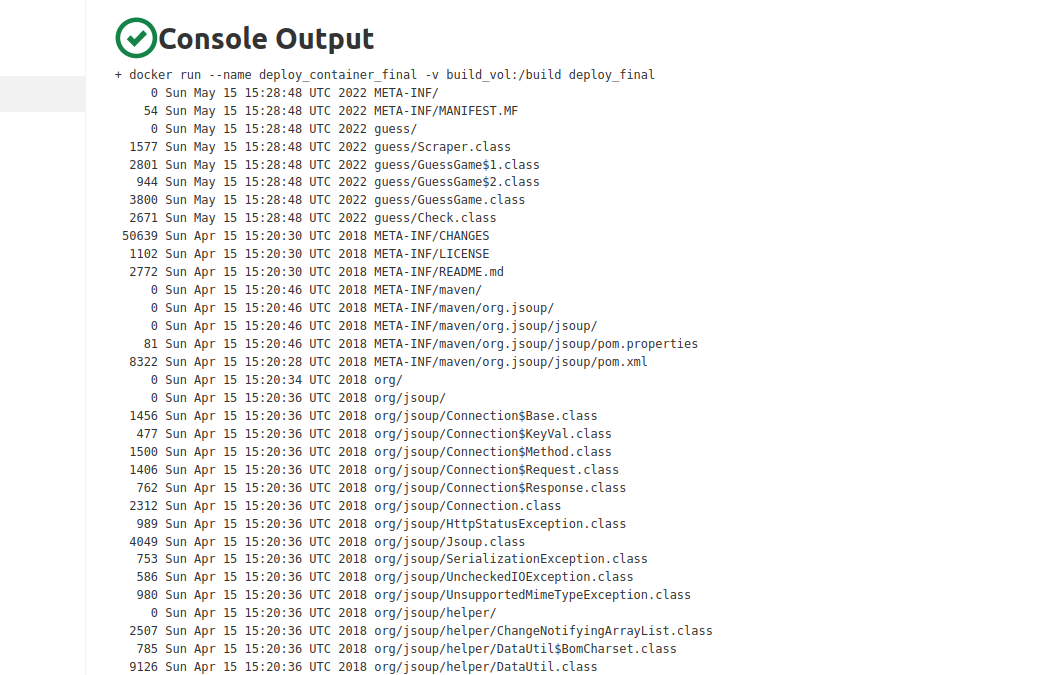 Console Output
+ docker run --name deploy_container_final -v build_vol:/build deploy_final
     0 Sun May 15 15:28:48 UTC 2022 META-INF/
    54 Sun May 15 15:28:48 UTC 2022 META-INF/MANIFEST.MF
     0 Sun May 15 15:28:48 UTC 2022 guess/
  1577 Sun May 15 15:28:48 UTC 2022 guess/Scraper.class
  2801 Sun May 15 15:28:48 UTC 2022 guess/GuessGame$1.class
   944 Sun May 15 15:28:48 UTC 2022 guess/GuessGame$2.class
  3800 Sun May 15 15:28:48 UTC 2022 guess/GuessGame.class
  2671 Sun May 15 15:28:48 UTC 2022 guess/Check.class
 50639 Sun Apr 15 15:20:30 UTC 2018 META-INF/CHANGES
  1102 Sun Apr 15 15:20:30 UTC 2018 META-INF/LICENSE
  2772 Sun Apr 15 15:20:30 UTC 2018 META-INF/README.md
     0 Sun Apr 15 15:20:46 UTC 2018 META-INF/maven/
     0 Sun Apr 15 15:20:46 UTC 2018 META-INF/maven/org.jsoup/
     0 Sun Apr 15 15:20:46 UTC 2018 META-INF/maven/org.jsoup/jsoup/
    81 Sun Apr 15 15:20:46 UTC 2018 META-INF/maven/org.jsoup/jsoup/pom.properties
  8322 Sun Apr 15 15:20:28 UTC 2018 META-INF/maven/org.jsoup/jsoup/pom.xml
     0 Sun Apr 15 15:20:34 UTC 2018 org/
     0 Sun Apr 15 15:20:36 UTC 2018 org/jsoup/
  1456 Sun Apr 15 15:20:36 UTC 2018 org/jsoup/Connection$Base.class
   477 Sun Apr 15 15:20:36 UTC 2018 org/jsoup/Connection$KeyVal.class
  1500 Sun Apr 15 15:20:36 UTC 2018 org/jsoup/Connection$Method.class
  1406 Sun Apr 15 15:20:36 UTC 2018 org/jsoup/Connection$Request.class
   762 Sun Apr 15 15:20:36 UTC 2018 org/jsoup/Connection$Response.class
  2312 Sun Apr 15 15:20:36 UTC 2018 org/jsoup/Connection.class
   989 Sun Apr 15 15:20:36 UTC 2018 org/jsoup/HttpStatusException.class
  4049 Sun Apr 15 15:20:36 UTC 2018 org/jsoup/Jsoup.class
   753 Sun Apr 15 15:20:36 UTC 2018 org/jsoup/SerializationException.class
   586 Sun Apr 15 15:20:36 UTC 2018 org/jsoup/UncheckedIOException.class
   980 Sun Apr 15 15:20:36 UTC 2018 org/jsoup/UnsupportedMimeTypeException.class
     0 Sun Apr 15 15:20:36 UTC 2018 org/jsoup/helper/
  2507 Sun Apr 15 15:20:36 UTC 2018 org/jsoup/helper/ChangeNotifyingArrayList.class
   785 Sun Apr 15 15:20:36 UTC 2018 org/jsoup/helper/DataUtil$BomCharset.class
  9126 Sun Apr 15 15:20:36 UTC 2018 org/jsoup/helper/DataUtil.class